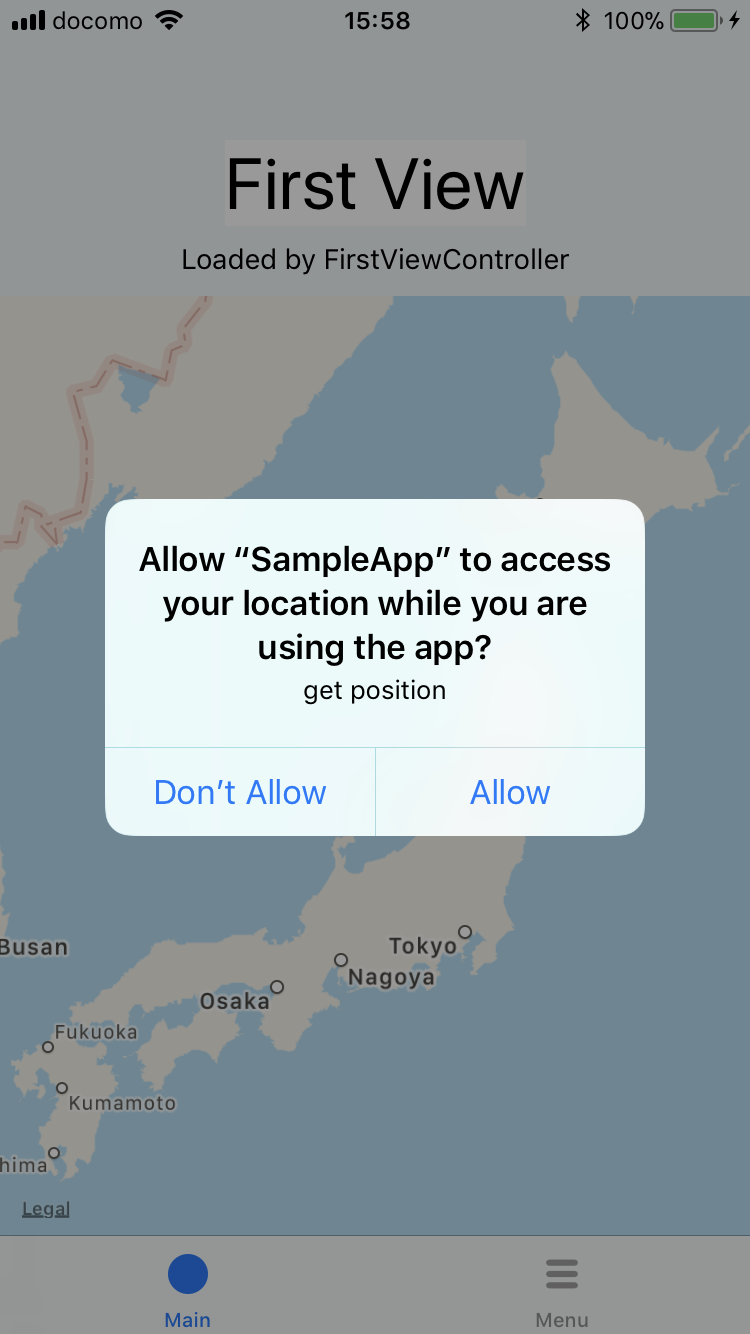 docomo 15:58 100%
First View
Loaded by FirstViewController
Allow “SampleApp” to access
your location while you are
using the app?
get position
Don’t Allow Allow
Busan
Tokyo
Nagoya
Osaka
Fukuoka
Kumamoto
hima
Legal
Main Menu